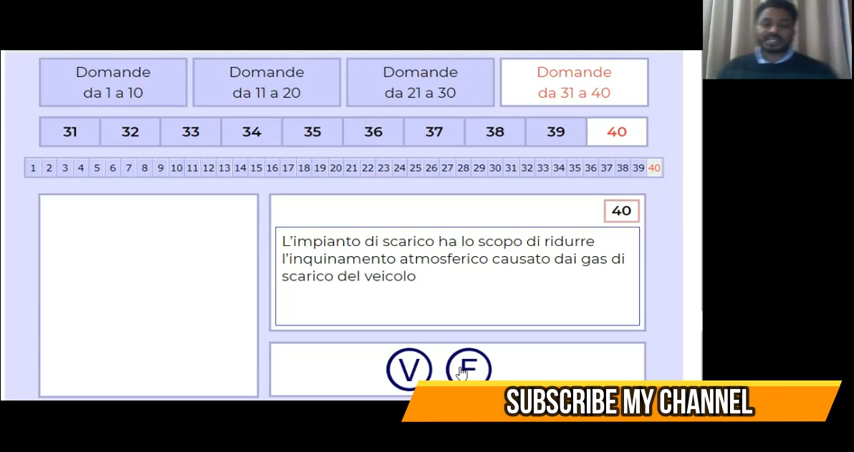 Domande
da 1 a 10
Domande
da 11 a 20
Domande
da 21 a 30
Domande
da 31 a 40
31 32 33 34 35 36 37 38 39 40
1 2 3 4 5 6 7 8 9 10 11 12 13 14 15 16 17 18 19 20 21 22 23 24 25 26 27 28 29 30 31 32 33 34 35 36 37 38 39 40
40
L'impianto di scarico ha lo scopo di ridurre
l'inquinamento atmosferico causato dai gas di
scarico del veicolo
V F
SUBSCRIBE MY CHANNEL